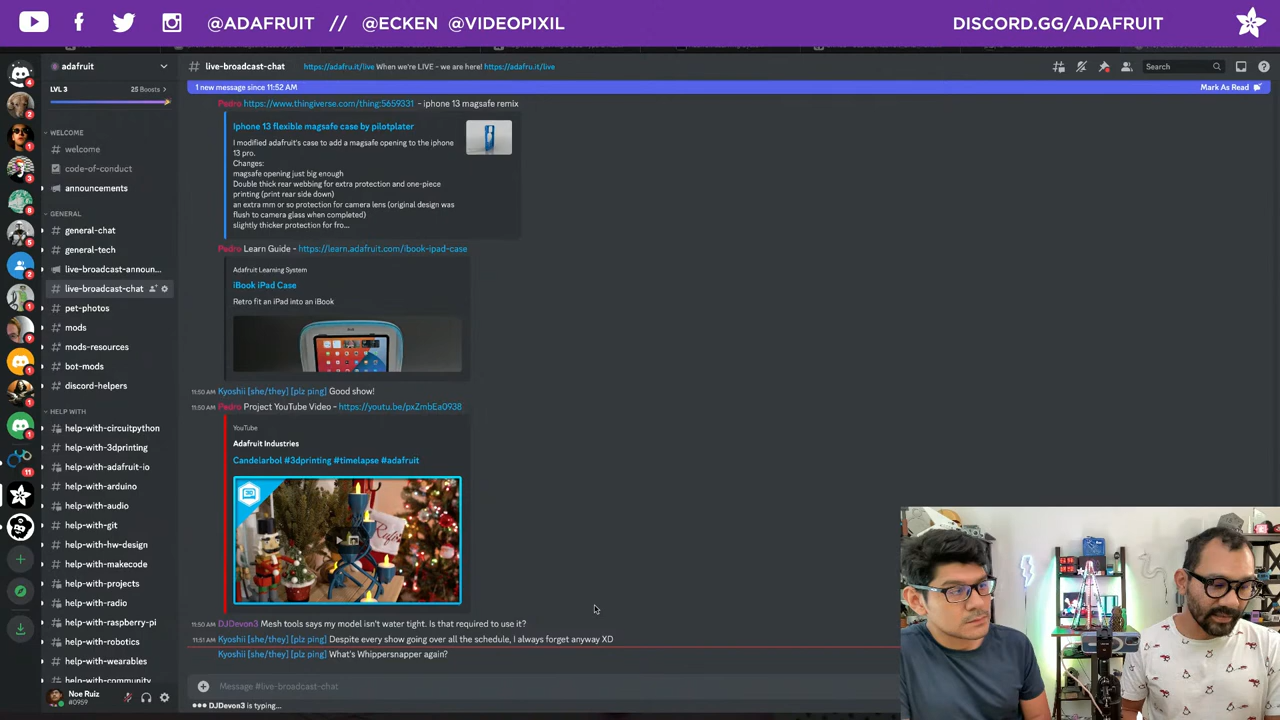 @ADAFRUIT // @ECKEN @VIDEOPIXIL
DISCORD.GG/ADAFRUIT
adafruit
# live-broadcast-chat
https://adafru.it/live When we're LIVE - we are here! https://adafru.it/live
Search
LVL 3
25 Boosts >
1 new message since 11:52 AM
Mark As Read
WELCOME
welcome
code-of-conduct
announcements
GENERAL
general-chat
general-tech
live-broadcast-announ...
live-broadcast-chat
pet-photos
mods
mods-resources
bot-mods
discord-helpers
HELP WITH
help-with-circuitpython
help-with-3dprinting
help-with-adafruit-io
help-with-arduino
help-with-audio
help-with-git
help-with-hw-design
help-with-makecode
help-with-projects
help-with-radio
help-with-raspberry-pi
help-with-robotics
help-with-wearables
help-with-community
Noe Ruiz
#0959
Pedro https://www.thingiverse.com/thing:5659331 - iphone 13 magsafe remix
Iphone 13 flexible magsafe case by pilotplater
I modified adafruit's case to add a magsafe opening to the iphone
13 pro.
Changes:
magsafe opening just big enough
Double thick rear webbing for extra protection and one-piece
printing (print rear side down)
an extra mm or so protection for camera lens (original design was
flush to camera glass when completed)
slightly thicker protection for fro...
Pedro Learn Guide - https://learn.adafruit.com/ibook-ipad-case
Adafruit Learning System
iBook iPad Case
Retro fit an iPad into an iBook
11:50 AM Kyoshii [she/they] [plz ping] Good show!
11:50 AM Pedro Project YouTube Video - https://youtu.be/pxZmbEa0938
YouTube
Adafruit Industries
Candelarbol #3dprinting #timelapse #adafruit
11:50 AM DJDevon3 Mesh tools says my model isn't water tight. Is that required to use it?
11:51 AM Kyoshii [she/they] [plz ping] Despite every show going over all the schedule, I always forget anyway XD
Kyoshii [she/they] [plz ping] What's Whippersnapper again?
Message #live-broadcast-chat
DJDevon3 is typing...